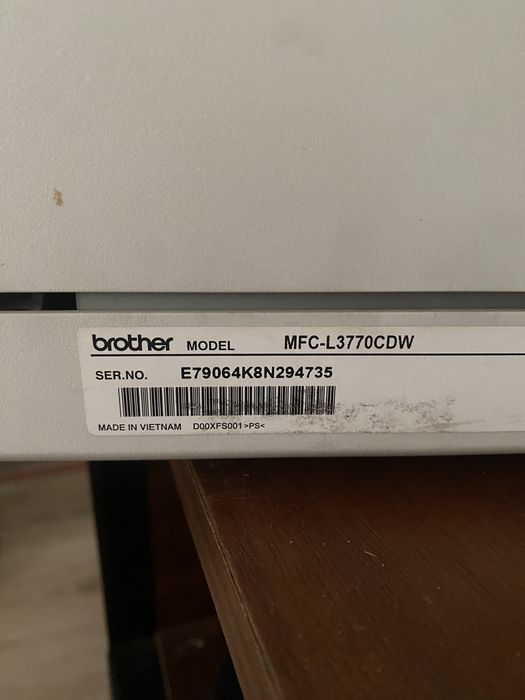 brother MODEL MFC-L3770CDW
SER.NO. E79064K8N294735
MADE IN VIETNAM D00XFS001 >PS<